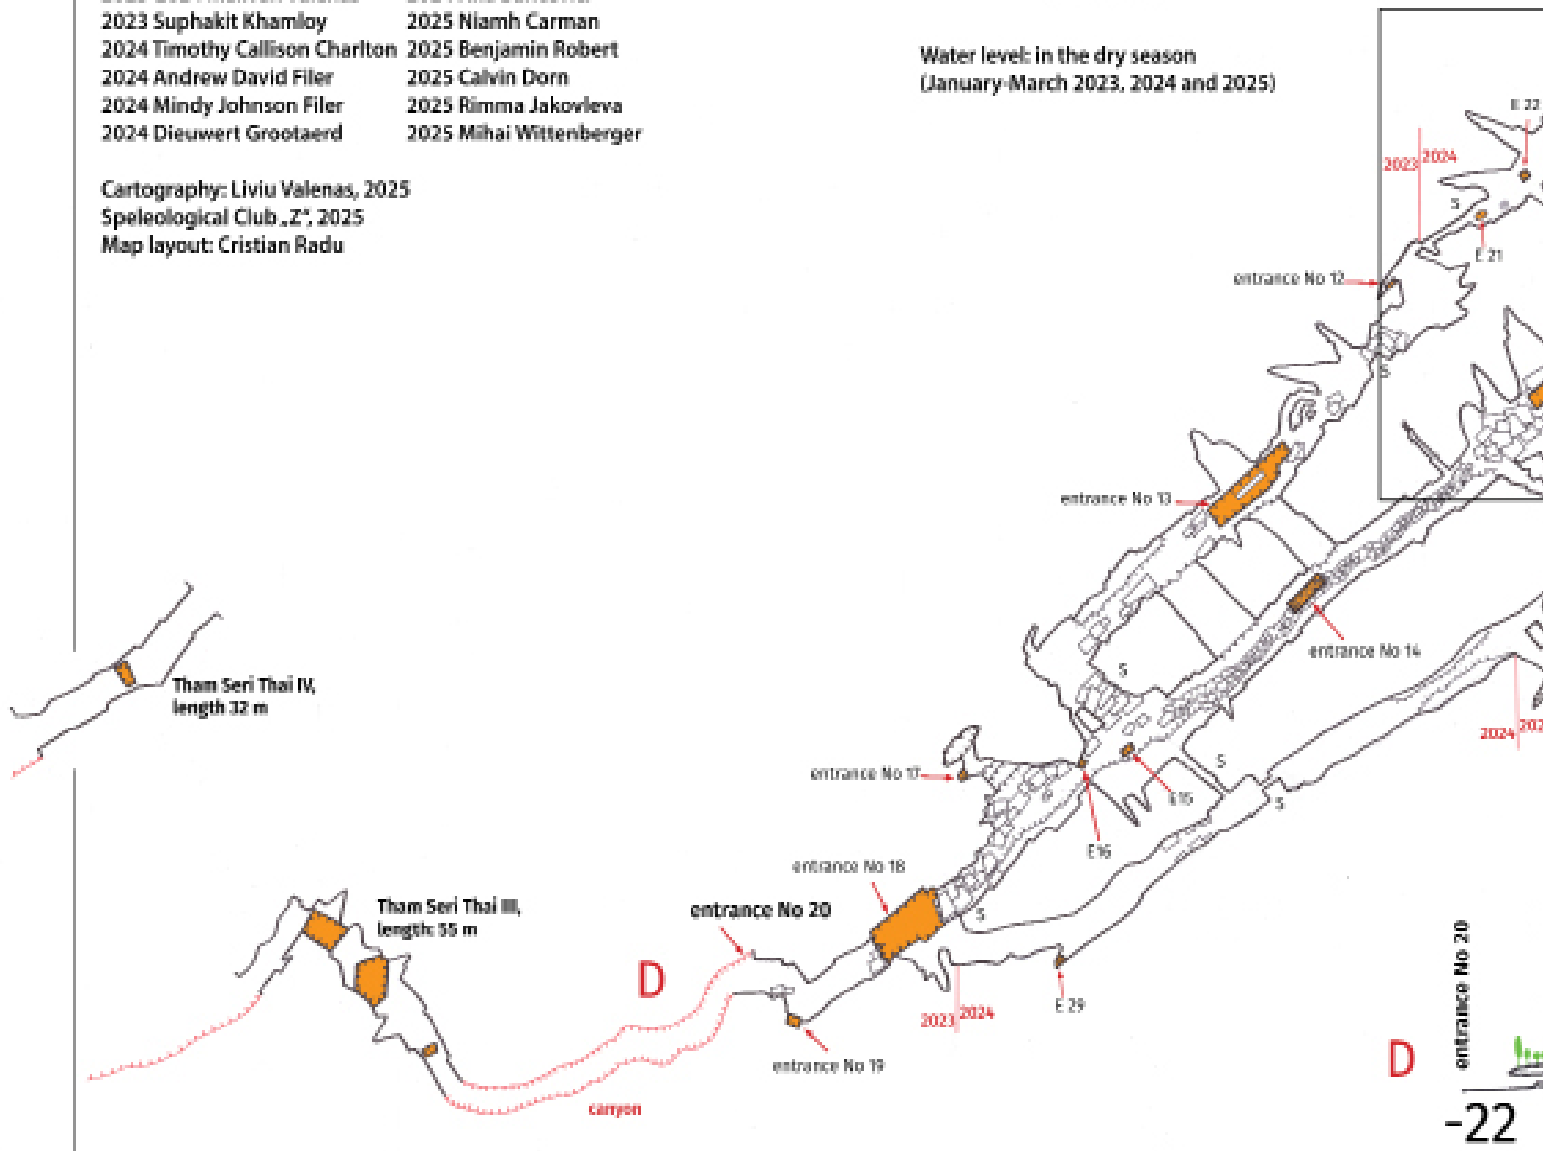 2023 Suphakit Khamloy
2024 Timothy Callison Charlton
2024 Andrew David Filer
2024 Mindy Johnson Filer
2024 Dieuwert Grootaerd
2025 Niamh Carman
2025 Benjamin Robert
2025 Calvin Dorn
2025 Rimma Jakovleva
2025 Mihai Wittenberger
Cartography: Liviu Valenas, 2025
Speleological Club „Z“, 2025
Map layout: Cristian Radu
Water level: in the dry season
(January-March 2023, 2024 and 2025)
E 22
2023 2024
S
E 21
entrance No 12
S
entrance No 13
entrance No 14
S
Tham Seri Thai IV,
length 32 m
2024
entrance No 17
S
E15
S
E16
entrance No 18
Tham Seri Thai III,
length: 55 m
entrance No 20
S
D
E 29
2023 2024
entrance No 19
canyon
entrance No 20
D
-22